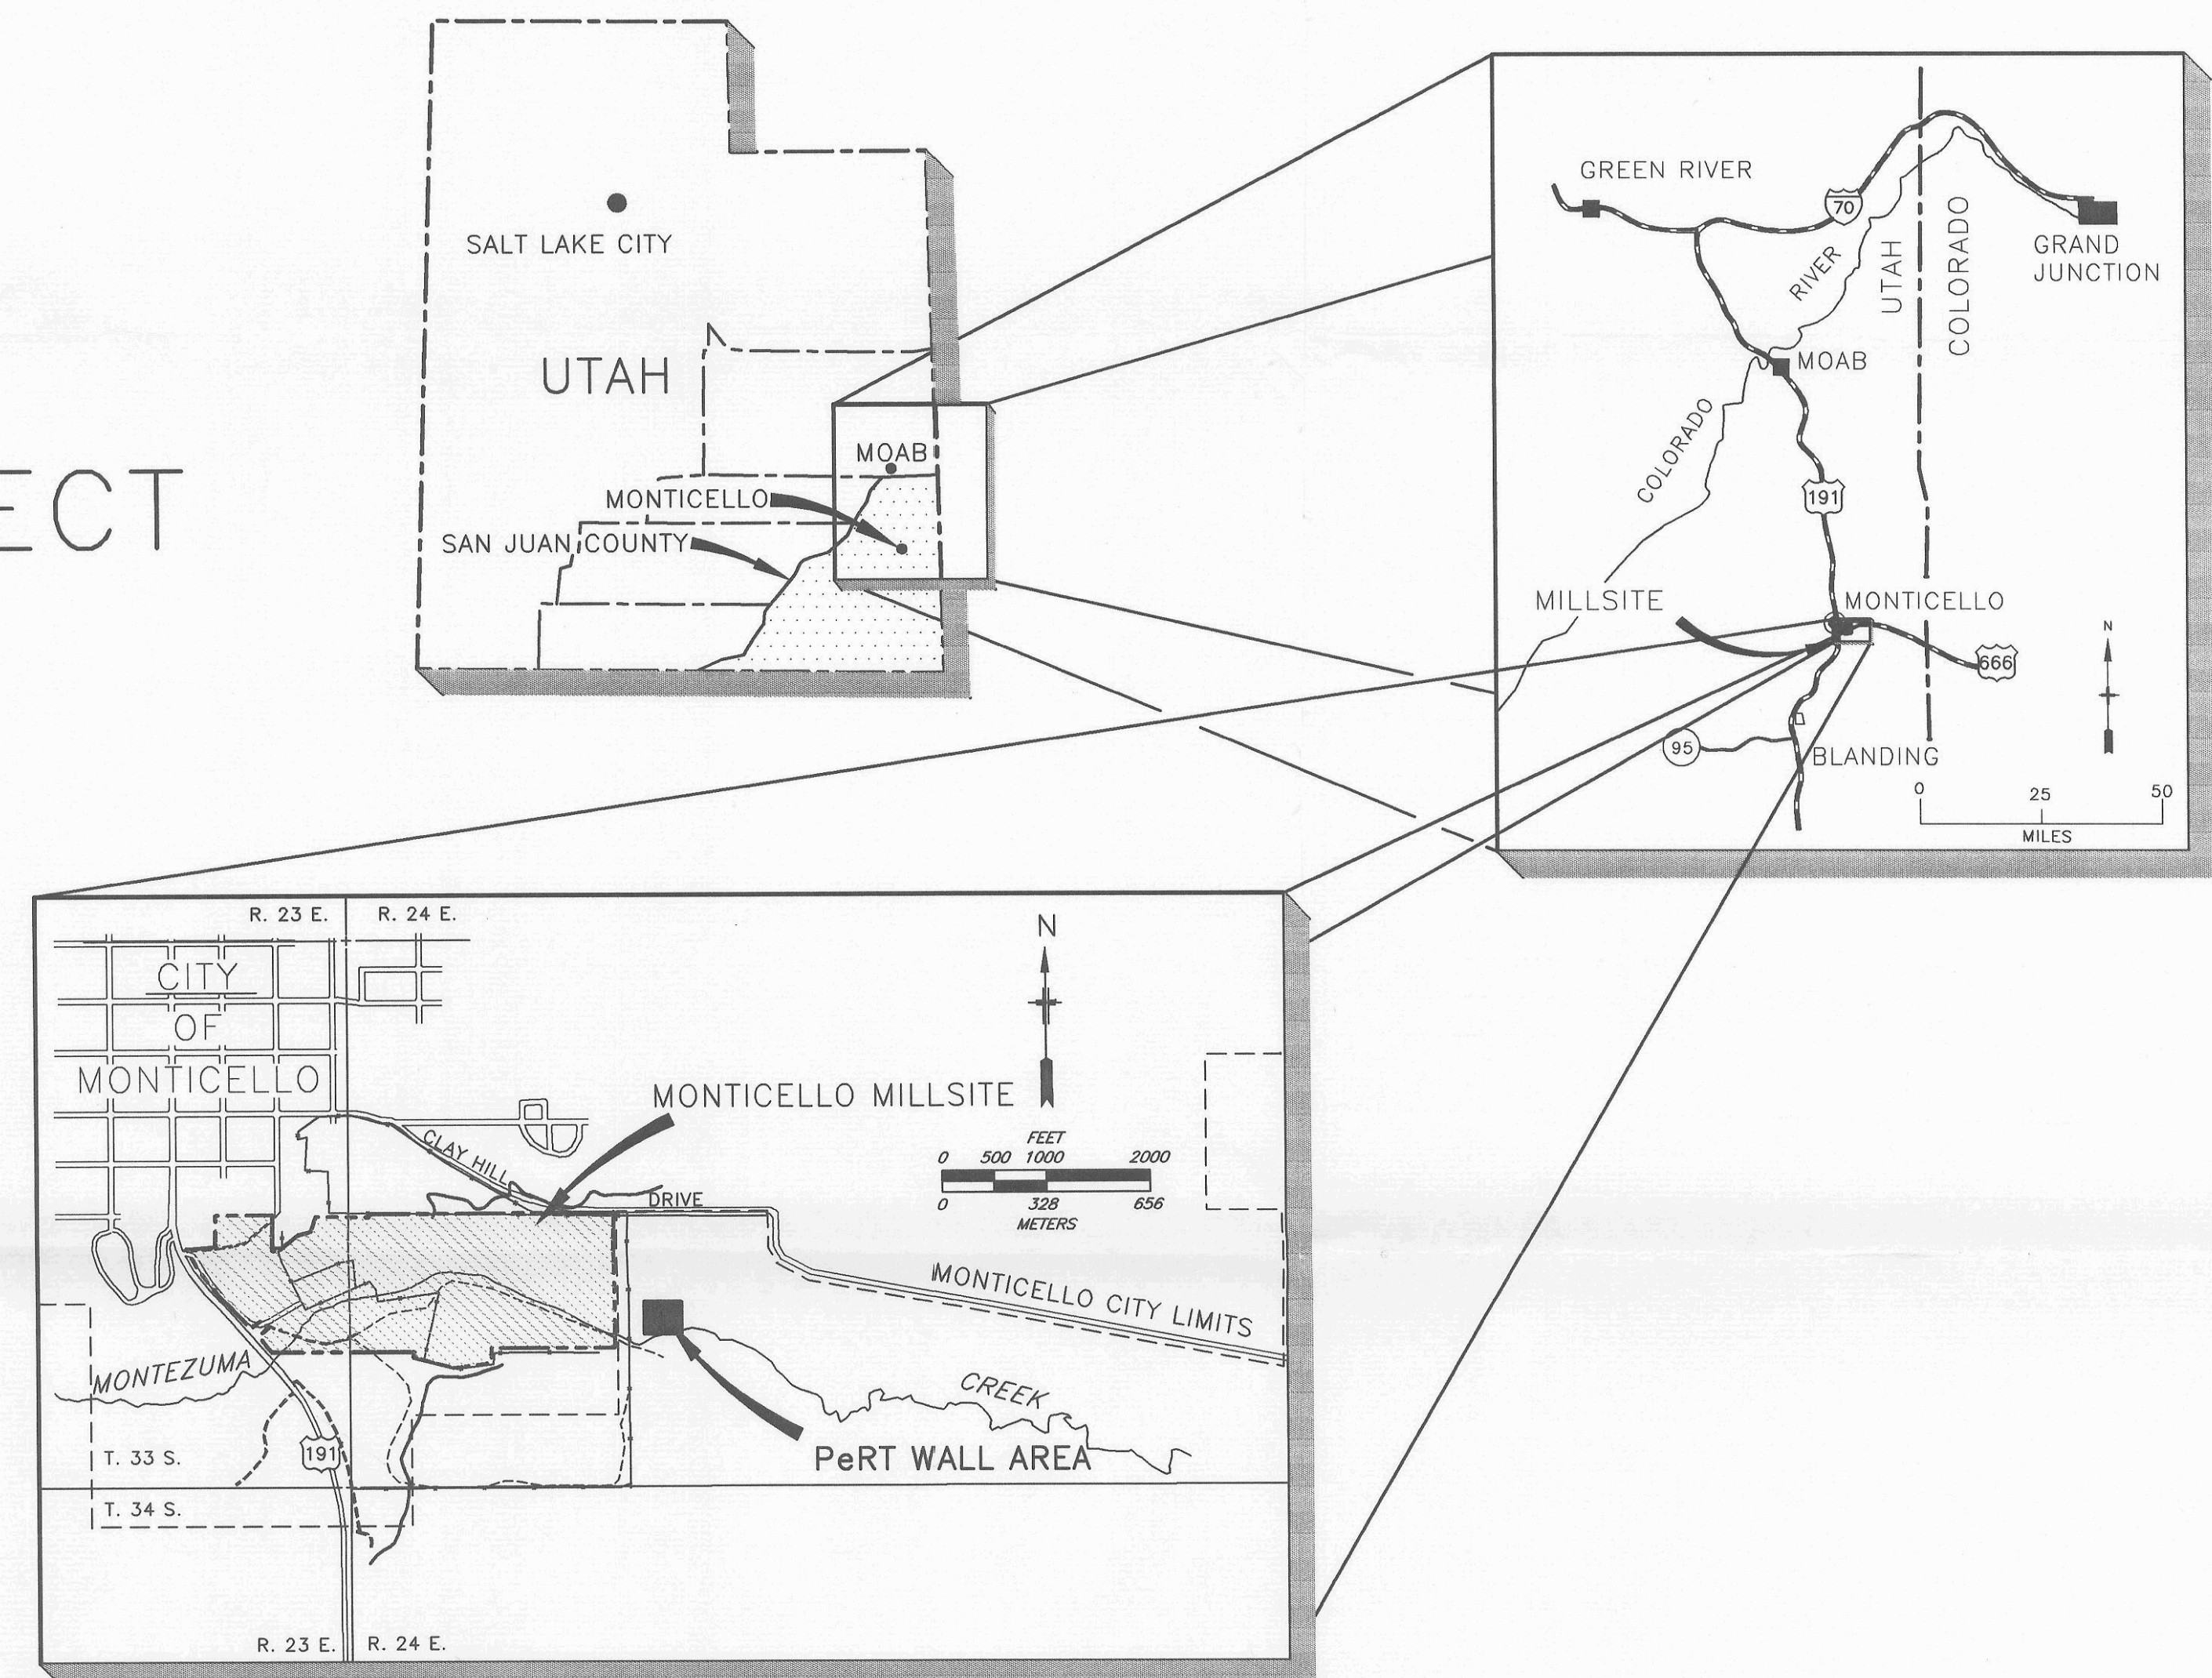 ECT
SALT LAKE CITY
UTAH
MOAB
MONTICELLO
SAN JUAN COUNTY
GREEN RIVER
70
RIVER
UTAH
COLORADO
GRAND
JUNCTION
MOAB
COLORADO
191
MILLSITE
MONTICELLO
N
666
95
BLANDING
0 25 50
MILES
R. 23 E. R. 24 E.
N
CITY
OF
MONTICELLO
MONTICELLO MILLSITE
CLAY HILL
DRIVE
FEET
0 500 1000 2000
0 328 656
METERS
MONTICELLO CITY LIMITS
MONTEZUMA
CREEK
191
PeRT WALL AREA
T. 33 S.
T. 34 S.
R. 23 E. R. 24 E.